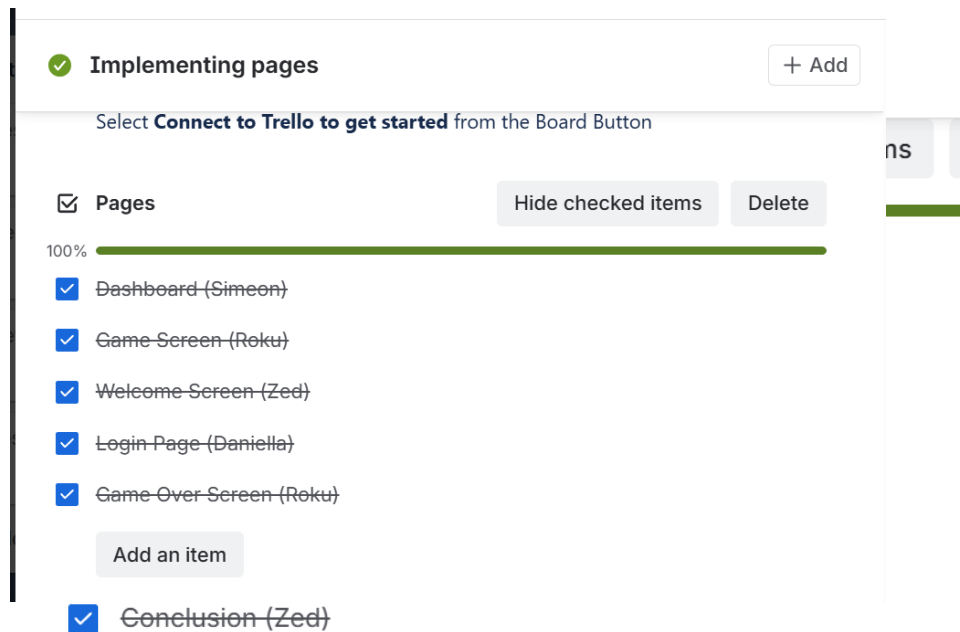 Implementing pages
+ Add
Select Connect to Trello to get started from the Board Button
Pages
Hide checked items
Delete
100%
Dashboard (Simeon)
Game Screen (Roku)
Welcome Screen (Zed)
Login Page (Daniella)
Game Over Screen (Roku)
Add an item
Conclusion (Zed)